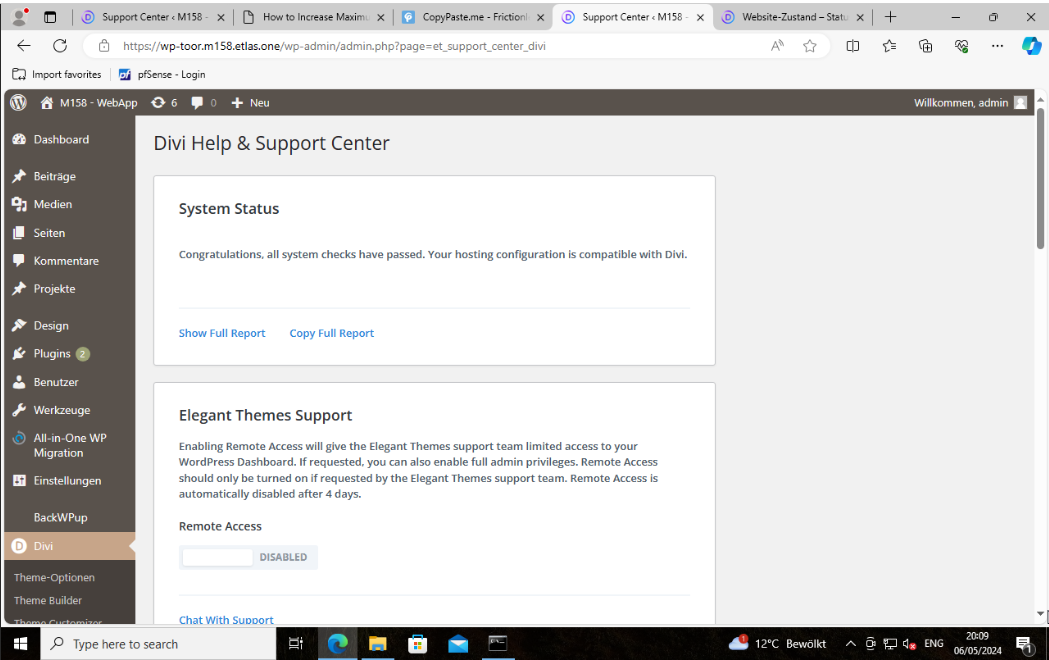 Support Center ‹ M158 -
How to Increase Maximu
CopyPaste.me - Friction
Support Center ‹ M158 -
Website-Zustand – Statu
https://wp-toor.m158.etlas.one/wp-admin/admin.php?page=et_support_center_divi
Import favorites
pfSense - Login
M158 - WebApp
6
0
Neu
Willkommen, admin
Dashboard
Beiträge
Medien
Seiten
Kommentare
Projekte
Design
Plugins 2
Benutzer
Werkzeuge
All-in-One WP
Migration
Einstellungen
BackWPup
Divi
Theme-Optionen
Theme Builder
Theme Customizer
Divi Help & Support Center
System Status
Congratulations, all system checks have passed. Your hosting configuration is compatible with Divi.
Show Full Report
Copy Full Report
Elegant Themes Support
Enabling Remote Access will give the Elegant Themes support team limited access to your
WordPress Dashboard. If requested, you can also enable full admin privileges. Remote Access
should only be turned on if requested by the Elegant Themes support team. Remote Access is
automatically disabled after 4 days.
Remote Access
DISABLED
Chat With Support
Type here to search
12°C Bewölkt
ENG
20:09
06/05/2024
1